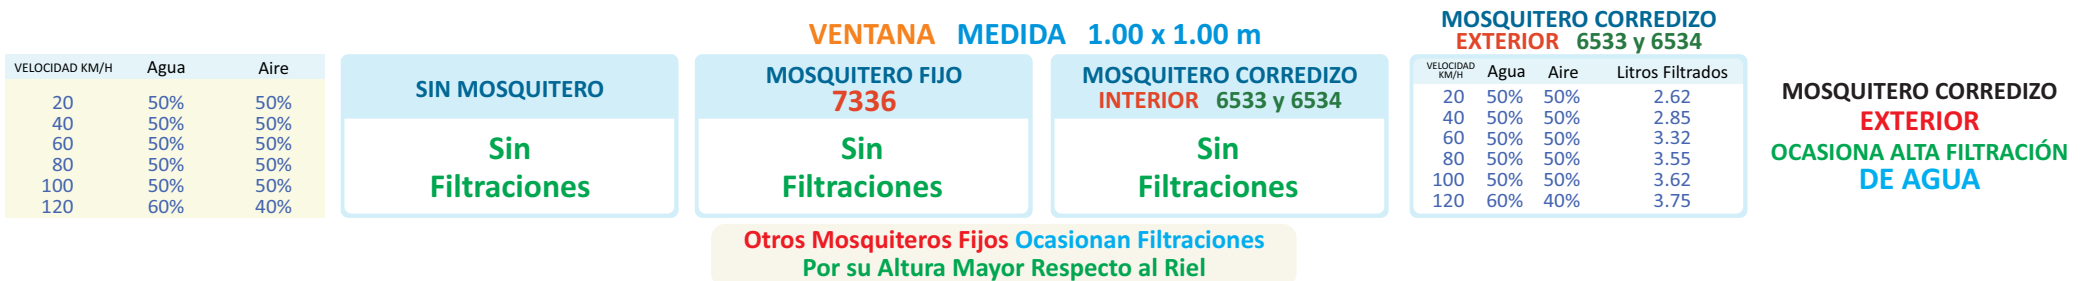 VENTANA MEDIDA 1.00 x 1.00 m
VELOCIDAD KM/H Agua Aire
20 50% 50%
40 50% 50%
60 50% 50%
80 50% 50%
100 50% 50%
120 60% 40%
SIN MOSQUITERO
Sin
Filtraciones
MOSQUITERO FIJO
7336
Sin
Filtraciones
MOSQUITERO CORREDIZO
INTERIOR 6533 y 6534
Sin
Filtraciones
MOSQUITERO CORREDIZO
EXTERIOR 6533 y 6534
VELOCIDAD
KM/H Agua Aire Litros Filtrados
20 50% 50% 2.62
40 50% 50% 2.85
60 50% 50% 3.32
80 50% 50% 3.55
100 50% 50% 3.62
120 60% 40% 3.75
MOSQUITERO CORREDIZO
EXTERIOR
OCASIONA ALTA FILTRACIÓN
DE AGUA
Otros Mosquiteros Fijos Ocasionan Filtraciones
Por su Altura Mayor Respecto al Riel